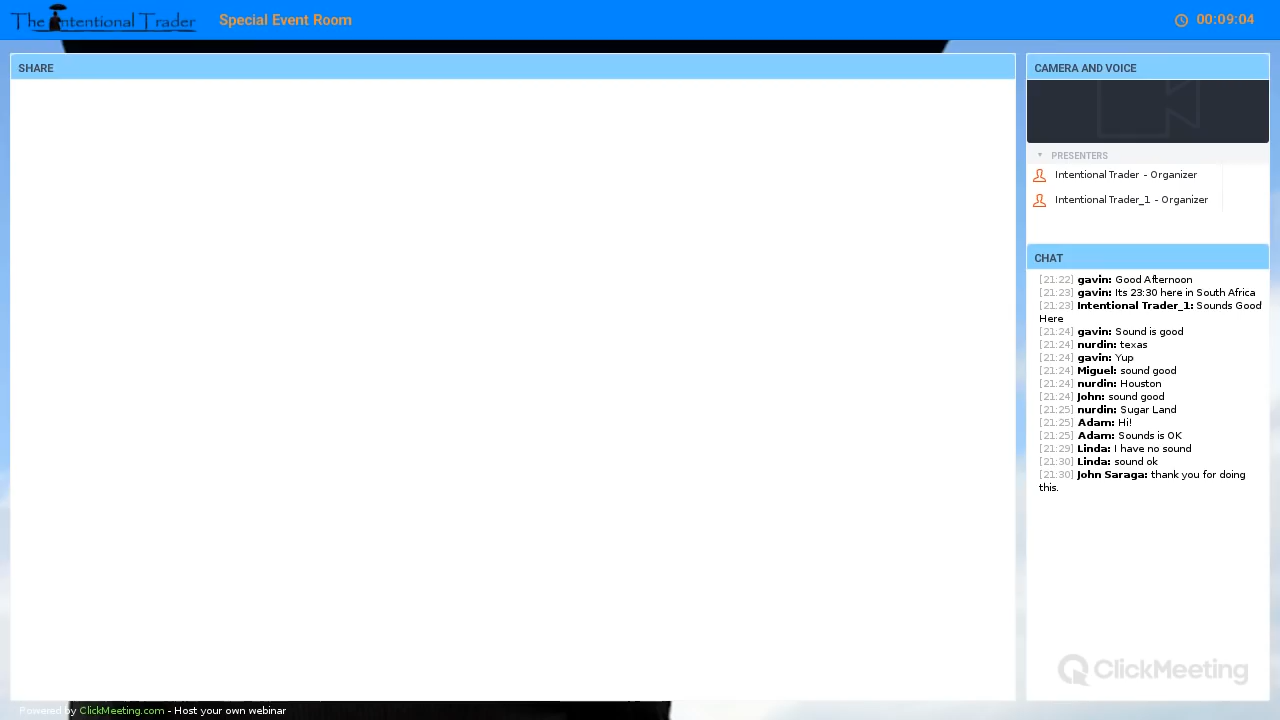 The Intentional Trader
Special Event Room
00:09:04
SHARE
CAMERA AND VOICE
PRESENTERS
Intentional Trader - Organizer
Intentional Trader_1 - Organizer
CHAT
[21:22] gavin: Good Afternoon
[21:23] gavin: Its 23:30 here in South Africa
[21:23] Intentional Trader_1: Sounds Good
Here
[21:24] gavin: Sound is good
[21:24] nurdin: texas
[21:24] gavin: Yup
[21:24] Miguel: sound good
[21:24] nurdin: Houston
[21:24] John: sound good
[21:25] nurdin: Sugar Land
[21:25] Adam: Hi!
[21:25] Adam: Sounds is OK
[21:29] Linda: I have no sound
[21:30] Linda: sound ok
[21:30] John Saraga: thank you for doing
this.
ClickMeeting
Powered by ClickMeeting.com - Host your own webinar